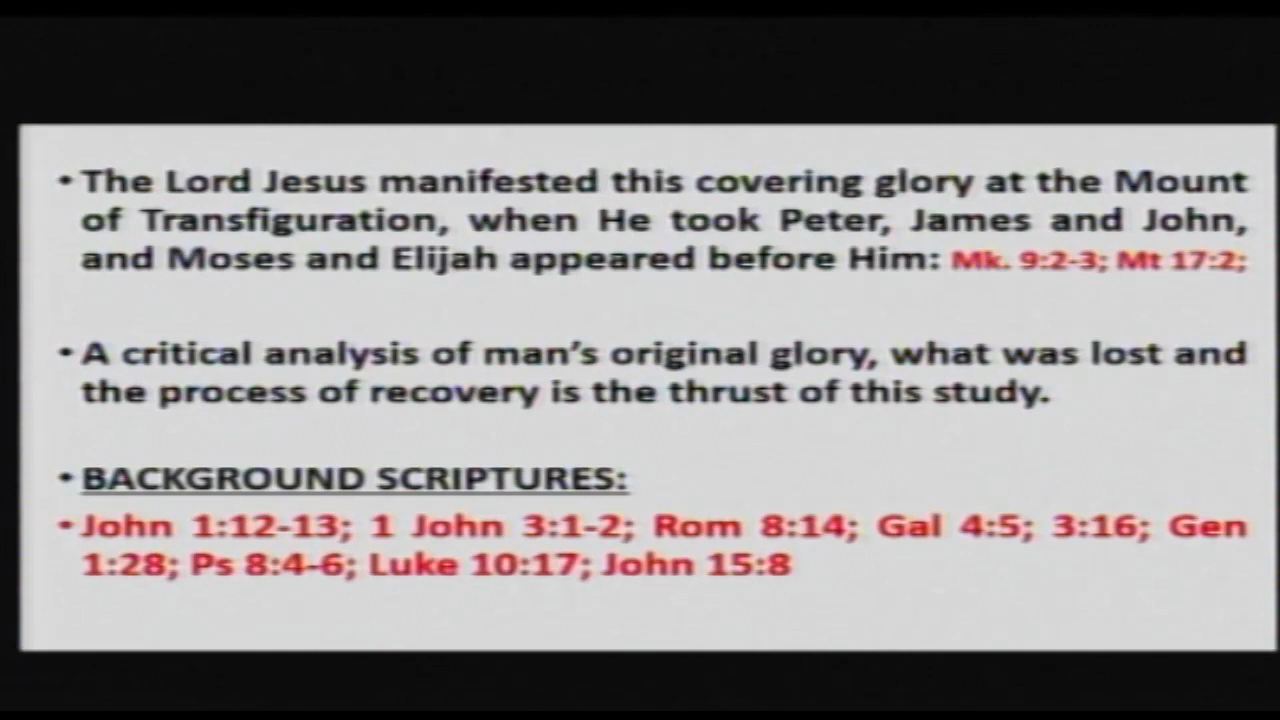 • The Lord Jesus manifested this covering glory at the Mount
of Transfiguration, when He took Peter, James and John,
and Moses and Elijah appeared before Him: Mk. 9:2-3; Mt 17:2;
• A critical analysis of man's original glory, what was lost and
the process of recovery is the thrust of this study.
• BACKGROUND SCRIPTURES:
• John 1:12-13; 1 John 3:1-2; Rom 8:14; Gal 4:5; 3:16; Gen
1:28; Ps 8:4-6; Luke 10:17; John 15:8